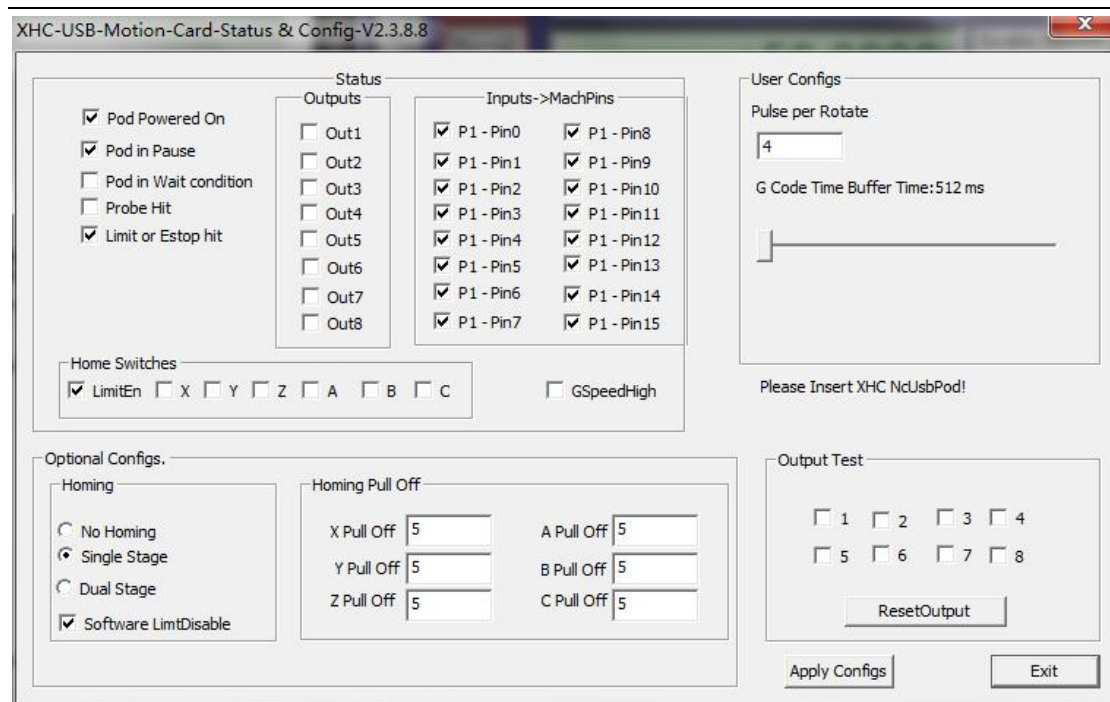 XHC-USB-Motion-Card-Status & Config-V2.3.8.8
Status
Pod Powered On
Pod in Pause
Pod in Wait condition
Probe Hit
Limit or Estop hit
Outputs
Out1
Out2
Out3
Out4
Out5
Out6
Out7
Out8
Inputs->MachPins
P1 - Pin0 P1 - Pin8
P1 - Pin1 P1 - Pin9
P1 - Pin2 P1 - Pin10
P1 - Pin3 P1 - Pin11
P1 - Pin4 P1 - Pin12
P1 - Pin5 P1 - Pin13
P1 - Pin6 P1 - Pin14
P1 - Pin7 P1 - Pin15
Home Switches
LimitEn X Y Z A B C
GSpeedHigh
User Configs
Pulse per Rotate
4
G Code Time Buffer Time:512 ms
Please Insert XHC NcUsbPod!
Optional Configs.
Homing
No Homing
Single Stage
Dual Stage
Software LimtDisable
Homing Pull Off
X Pull Off 5 A Pull Off 5
Y Pull Off 5 B Pull Off 5
Z Pull Off 5 C Pull Off 5
Output Test
1 2 3 4
5 6 7 8
ResetOutput
Apply Configs Exit